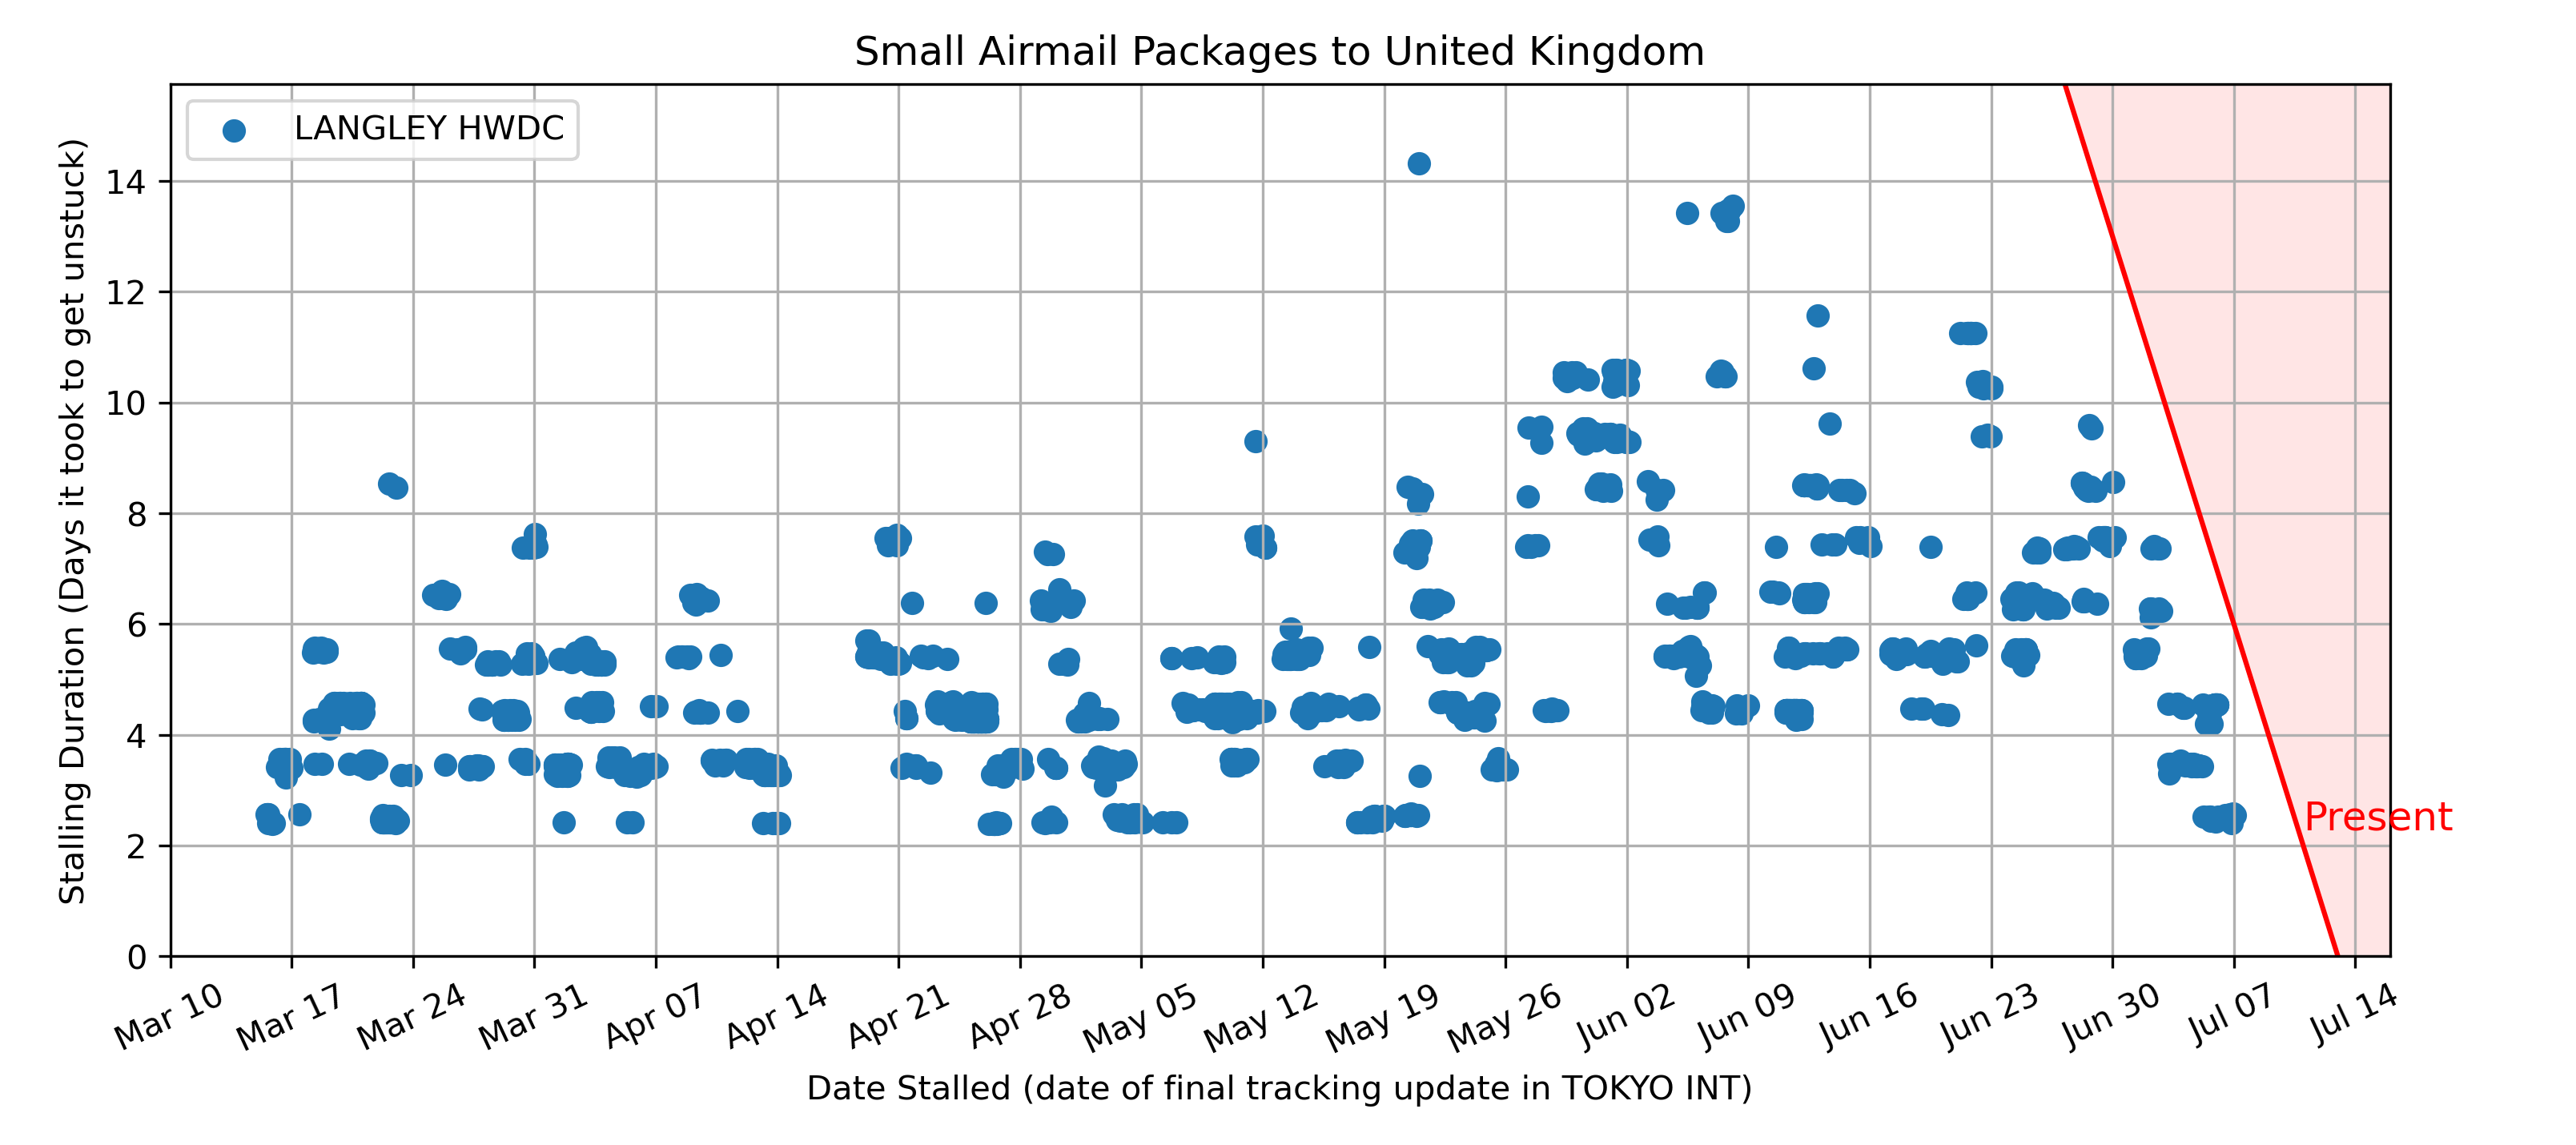 Small Airmail Packages to United Kingdom
LANGLEY HWDC
Stalling Duration (Days it took to get unstuck)
14
12
10
8
6
4
2
0
Present
Mar 10
Mar 17
Mar 24
Mar 31
Apr 07
Apr 14
Apr 21
Apr 28
May 05
May 12
May 19
May 26
Jun 02
Jun 09
Jun 16
Jun 23
Jun 30
Jul 07
Jul 14
Date Stalled (date of final tracking update in TOKYO INT)